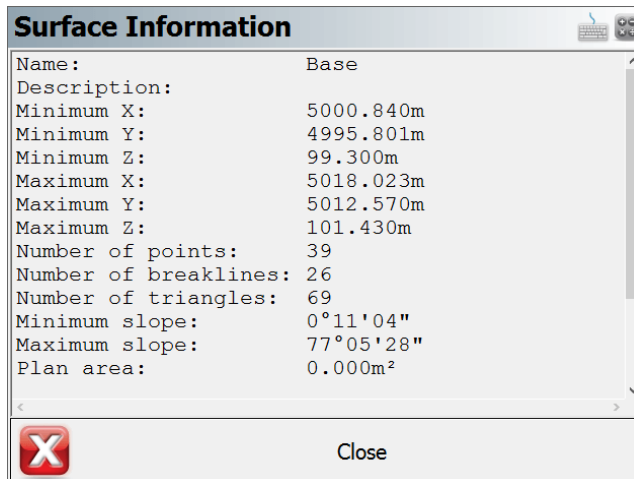 Surface Information
Name: Base
Description:
Minimum X: 5000.840m
Minimum Y: 4995.801m
Minimum Z: 99.300m
Maximum X: 5018.023m
Maximum Y: 5012.570m
Maximum Z: 101.430m
Number of points: 39
Number of breaklines: 26
Number of triangles: 69
Minimum slope: 0°11'04"
Maximum slope: 77°05'28"
Plan area: 0.000m²
Close